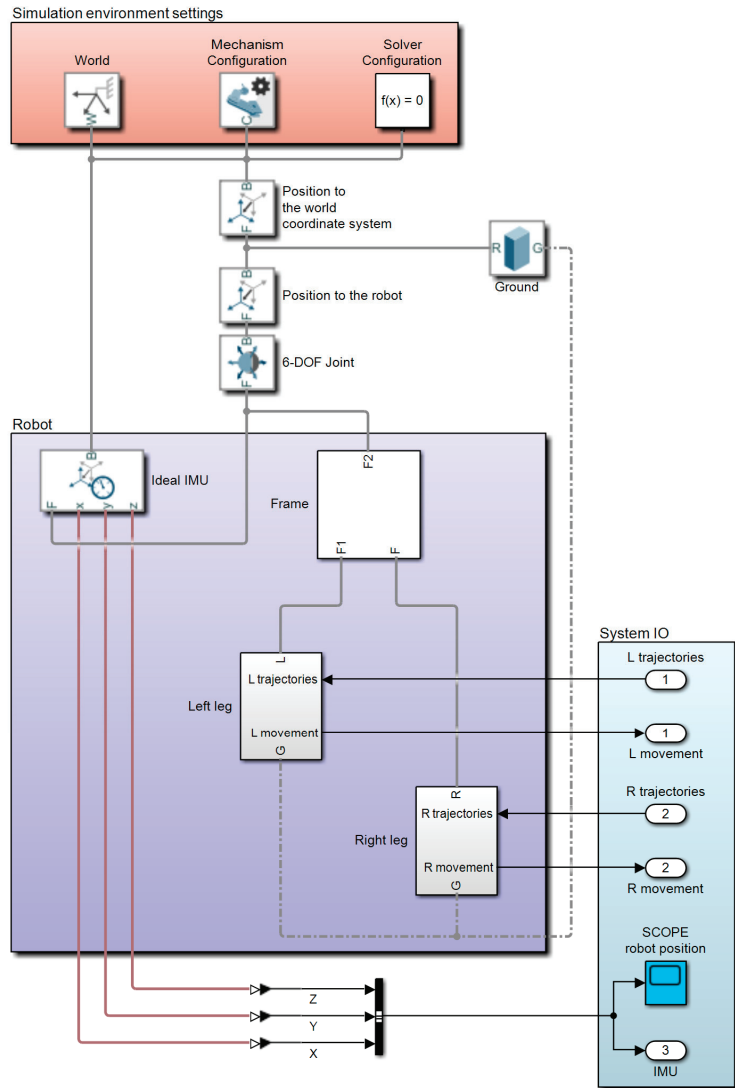 Simulation environment settings
World
Mechanism
Configuration
Solver
Configuration
W
C
f(x) = 0
B
Position to
the world
coordinate system
F
R
G
Ground
B
Position to the robot
F
B
6-DOF Joint
F
Robot
B
Ideal IMU
F
x
y
z
F2
Frame
F1
F
System IO
L
L trajectories
Left leg
L movement
G
L trajectories
1
1
L movement
R
R trajectories
Right leg
R movement
G
R trajectories
2
2
R movement
SCOPE
robot position
Z
Y
X
3
IMU